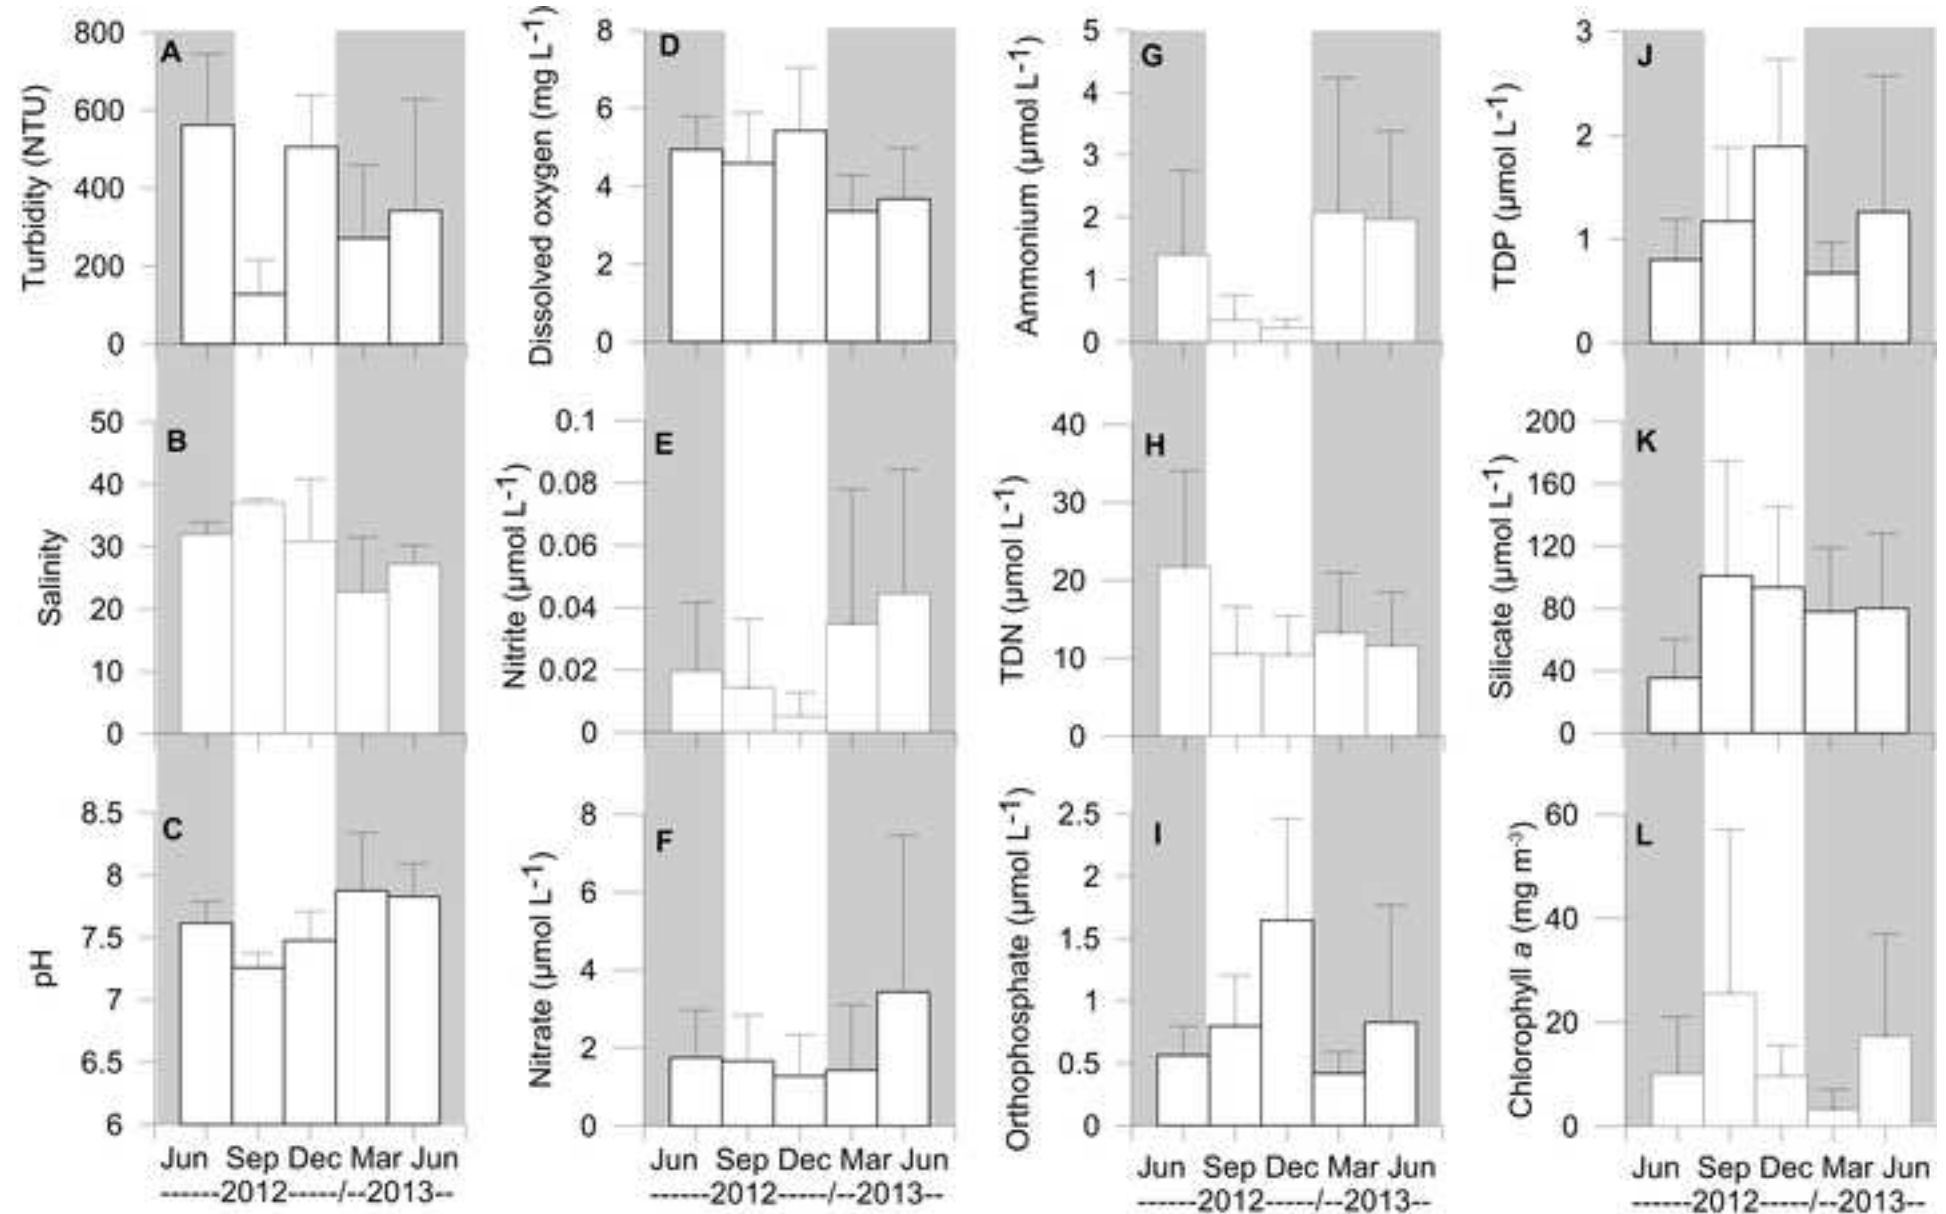 A
Turbidity (NTU)
800
600
400
200
0
B
Salinity
50
40
30
20
10
0
C
pH
8.5
8
7.5
7
6.5
6
Jun Sep Dec Mar Jun
------2012-----/--2013--
D
Dissolved oxygen (mg L-1)
8
6
4
2
0
E
Nitrite (µmol L-1)
0.1
0.08
0.06
0.04
0.02
0
F
Nitrate (µmol L-1)
8
6
4
2
0
Jun Sep Dec Mar Jun
------2012-----/--2013--
G
Ammonium (µmol L-1)
5
4
3
2
1
0
H
TDN (µmol L-1)
40
30
20
10
0
I
Orthophosphate (µmol L-1)
2.5
2
1.5
1
0.5
0
Jun Sep Dec Mar Jun
------2012-----/--2013--
J
TDP (µmol L-1)
3
2
1
0
K
Silicate (µmol L-1)
200
160
120
80
40
0
L
Chlorophyll a (mg m-3)
60
40
20
0
Jun Sep Dec Mar Jun
------2012-----/--2013--